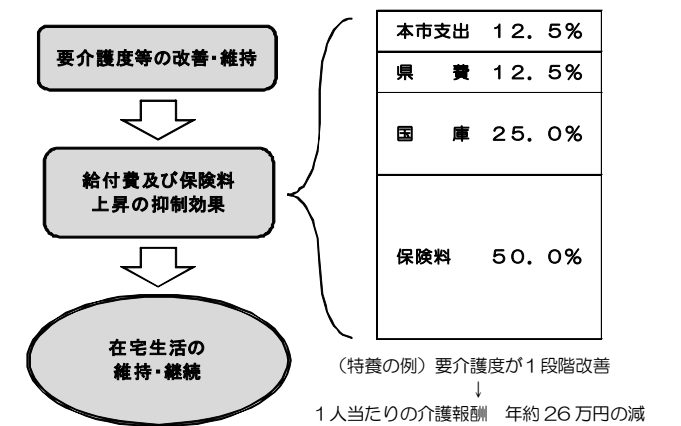 要介護度等の改善・維持
給付費及び保険料
上昇の抑制効果
在宅生活の
維持・継続
本市支出 １２．５％
県　　費 １２．５％
国　　庫 ２５．０％
保険料 ５０．０％
（特養の例）要介護度が１段階改善
↓
１人当たりの介護報酬　年約26万円の減